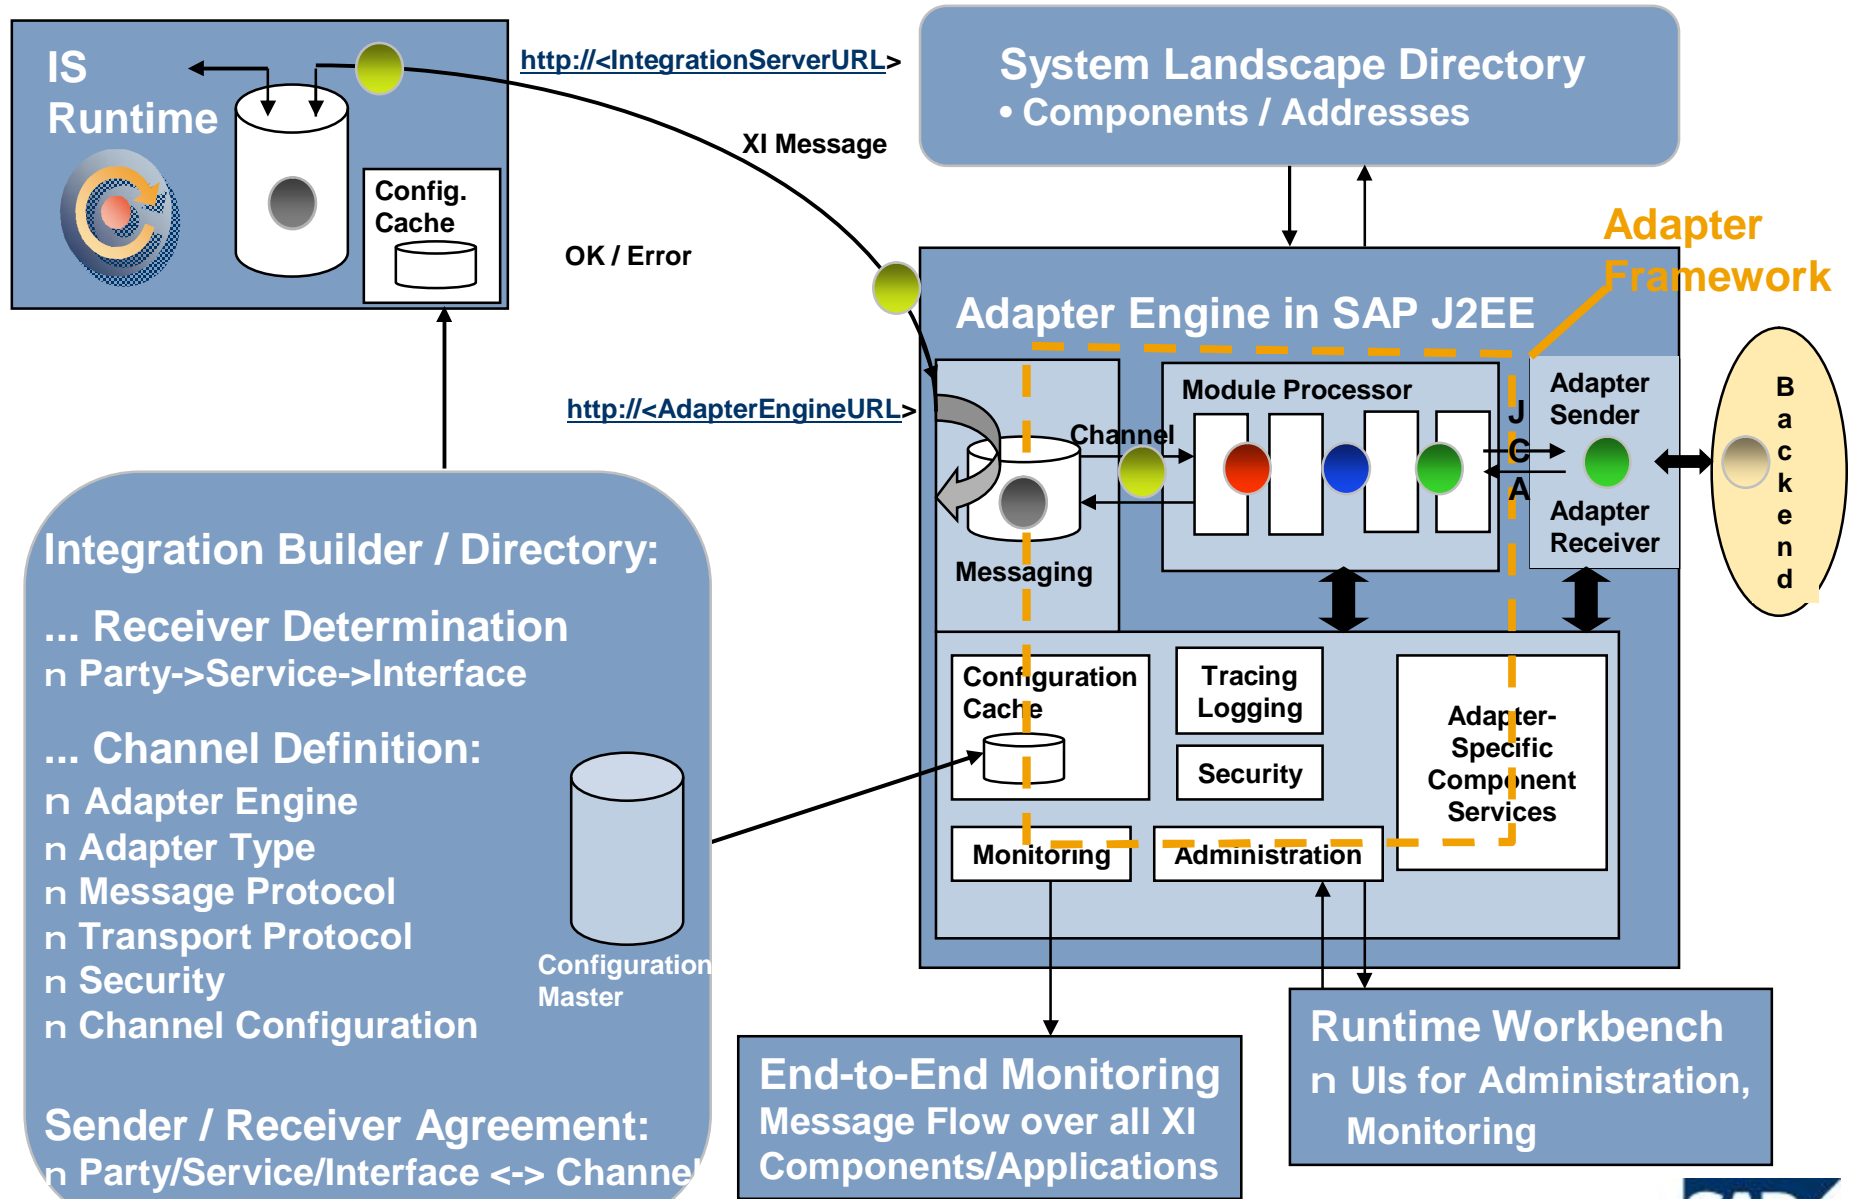 IS
Runtime
Config.
Cache
http://<IntegrationServerURL>
XI Message
OK / Error
http://<AdapterEngineURL>
System Landscape Directory
• Components / Addresses
Adapter
Framework
Adapter Engine in SAP J2EE
Module Processor
Channel
Messaging
J
C
A
Adapter
Sender
Adapter
Receiver
B
a
c
k
e
n
d
Configuration
Cache
Tracing
Logging
Security
Adapter-
Specific
Component
Services
Monitoring
Administration
Integration Builder / Directory:
... Receiver Determination
n Party->Service->Interface
... Channel Definition:
n Adapter Engine
n Adapter Type
n Message Protocol
n Transport Protocol
n Security
n Channel Configuration
Configuration
Master
Sender / Receiver Agreement:
n Party/Service/Interface <-> Channel
End-to-End Monitoring
Message Flow over all XI
Components/Applications
Runtime Workbench
n UIs for Administration,
Monitoring
SAP